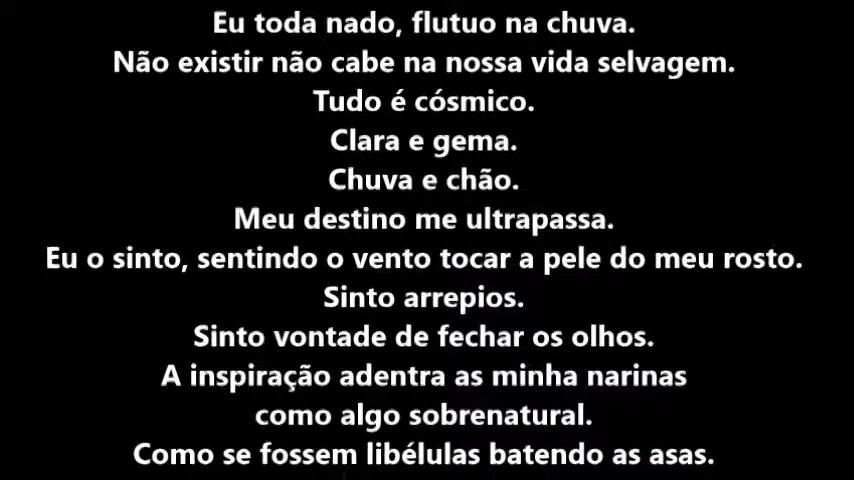 Eu toda nado, flutuo na chuva.
Não existir não cabe na nossa vida selvagem.
Tudo é cósmico.
Clara e gema.
Chuva e chão.
Meu destino me ultrapassa.
Eu o sinto, sentindo o vento tocar a pele do meu rosto.
Sinto arrepios.
Sinto vontade de fechar os olhos.
A inspiração adentra as minha narinas
como algo sobrenatural.
Como se fossem libélulas batendo as asas.